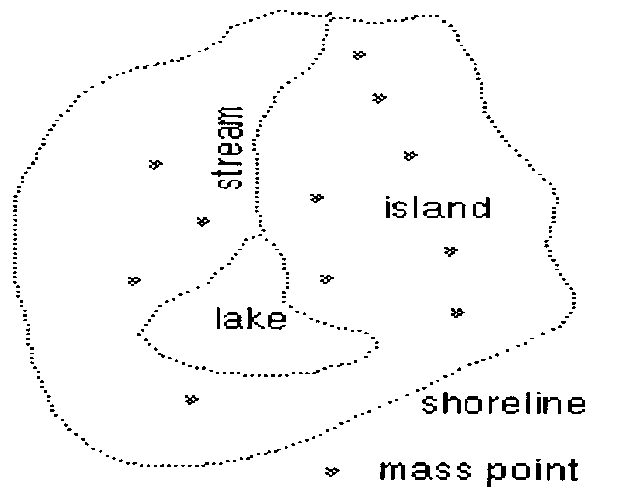 stream
island
lake
shoreline
mass point